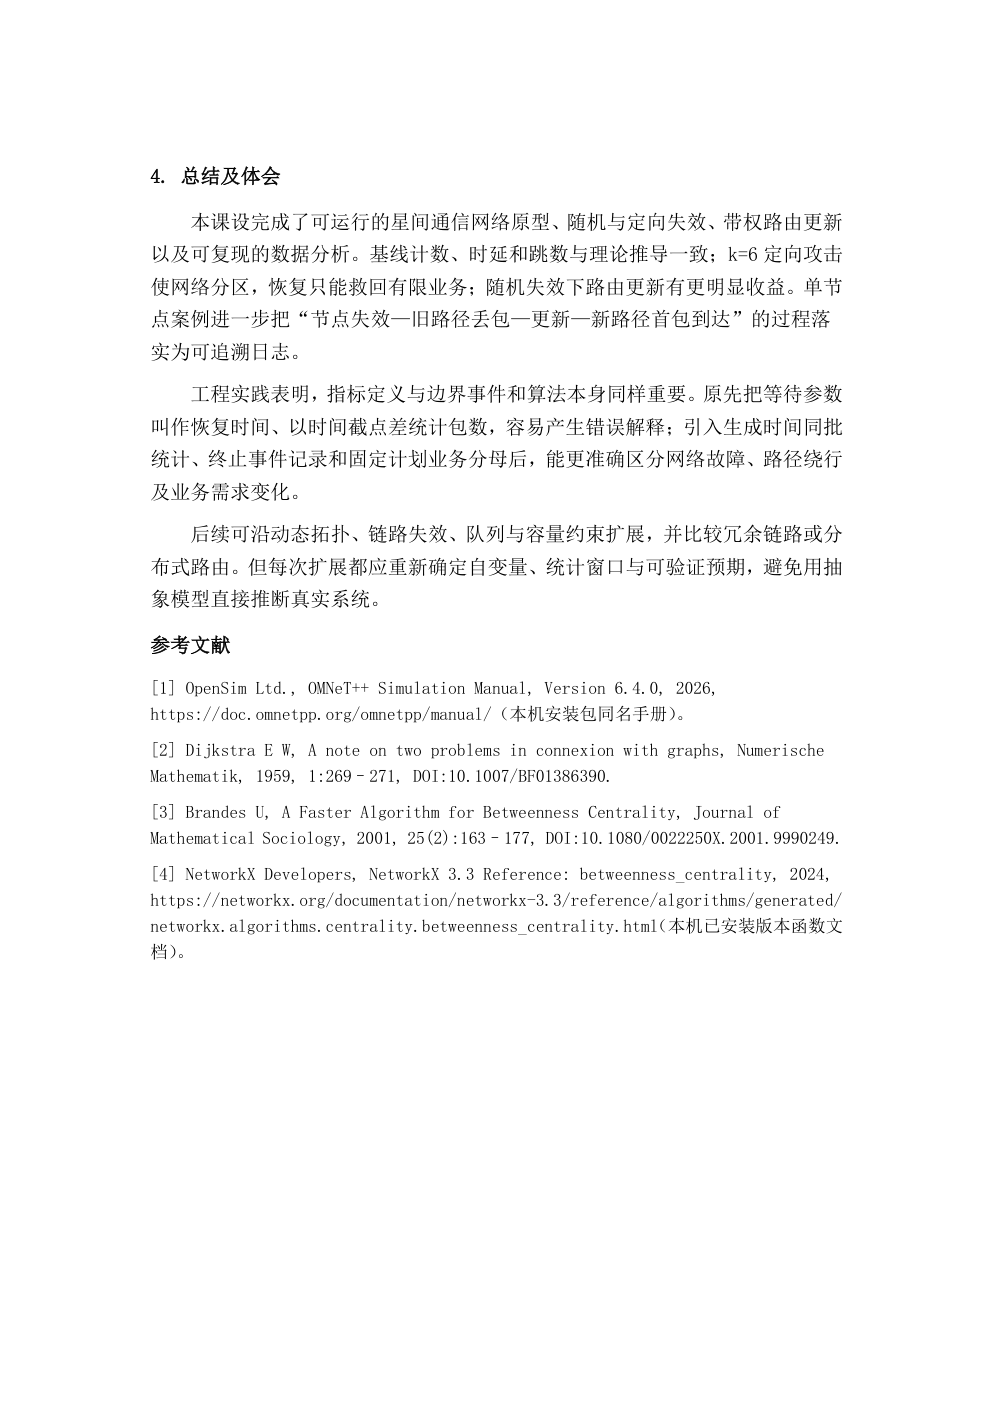 4. 总结及体会
本课设完成了可运行的星间通信网络原型、随机与定向失效、带权路由更新
以及可复现的数据分析。基线计数、时延和跳数与理论推导一致；k=6 定向攻击
使网络分区，恢复只能救回有限业务；随机失效下路由更新有更明显收益。单节
点案例进一步把“节点失效—旧路径丢包—更新—新路径首包到达”的过程落
实为可追溯日志。
工程实践表明，指标定义与边界事件和算法本身同样重要。原先把等待参数
叫作恢复时间、以时间截点差统计包数，容易产生错误解释；引入生成时间同批
统计、终止事件记录和固定计划业务分母后，能更准确区分网络故障、路径绕行
及业务需求变化。
后续可沿动态拓扑、链路失效、队列与容量约束扩展，并比较冗余链路或分
布式路由。但每次扩展都应重新确定自变量、统计窗口与可验证预期，避免用抽
象模型直接推断真实系统。
参考文献
[1] OpenSim Ltd., OMNeT++ Simulation Manual, Version 6.4.0, 2026,
https://doc.omnetpp.org/omnetpp/manual/（本机安装包同名手册）。
[2] Dijkstra E W, A note on two problems in connexion with graphs, Numerische
Mathematik, 1959, 1:269–271, DOI:10.1007/BF01386390.
[3] Brandes U, A Faster Algorithm for Betweenness Centrality, Journal of
Mathematical Sociology, 2001, 25(2):163–177, DOI:10.1080/0022250X.2001.9990249.
[4] NetworkX Developers, NetworkX 3.3 Reference: betweenness_centrality, 2024,
https://networkx.org/documentation/networkx-3.3/reference/algorithms/generated/
networkx.algorithms.centrality.betweenness_centrality.html（本机已安装版本函数文
档）。